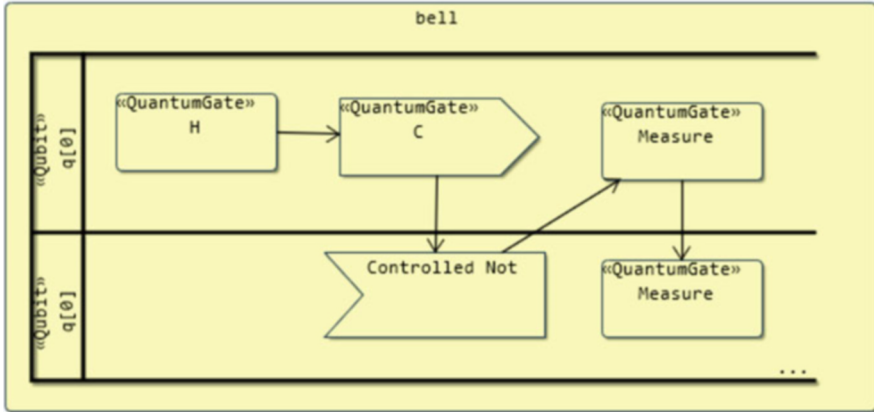 bell
«Qubit»
q[0]
«QuantumGate»
H
«QuantumGate»
C
«QuantumGate»
Measure
«Qubit»
q[0]
Controlled Not
«QuantumGate»
Measure
...